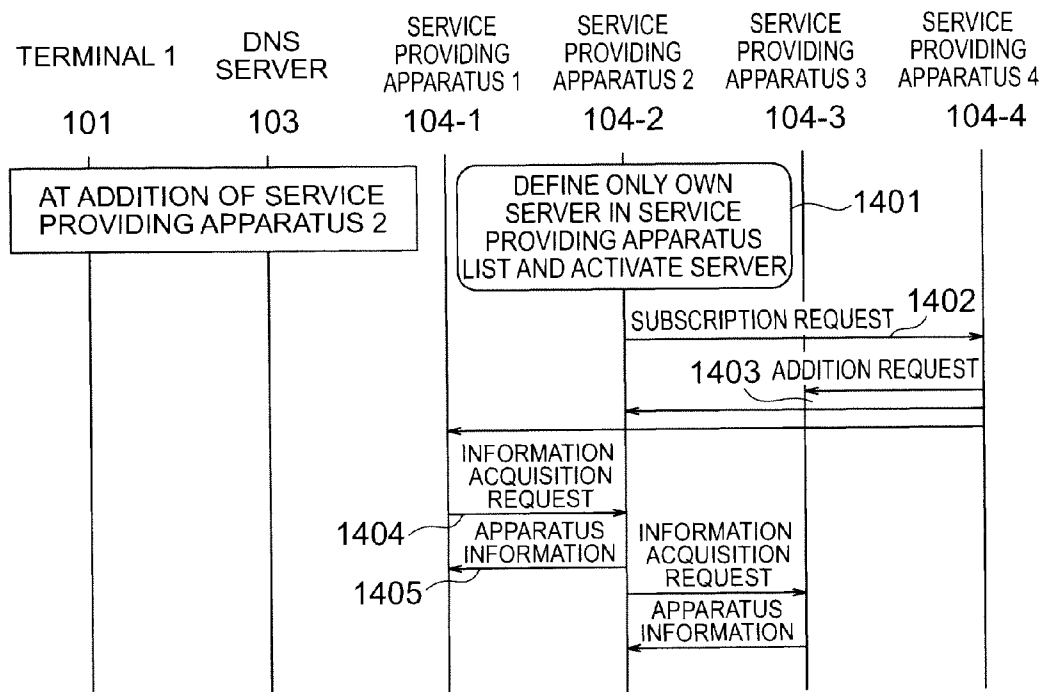 TERMINAL 1
101
DNS
SERVER
103
SERVICE
PROVIDING
APPARATUS 1
104-1
SERVICE
PROVIDING
APPARATUS 2
104-2
SERVICE
PROVIDING
APPARATUS 3
104-3
SERVICE
PROVIDING
APPARATUS 4
104-4
AT ADDITION OF SERVICE
PROVIDING APPARATUS 2
DEFINE ONLY OWN
SERVER IN SERVICE
PROVIDING APPARATUS
LIST AND ACTIVATE SERVER
1401
SUBSCRIPTION REQUEST
1402
1403
ADDITION REQUEST
INFORMATION
ACQUISITION
REQUEST
1404
APPARATUS
INFORMATION
1405
INFORMATION
ACQUISITION
REQUEST
APPARATUS
INFORMATION